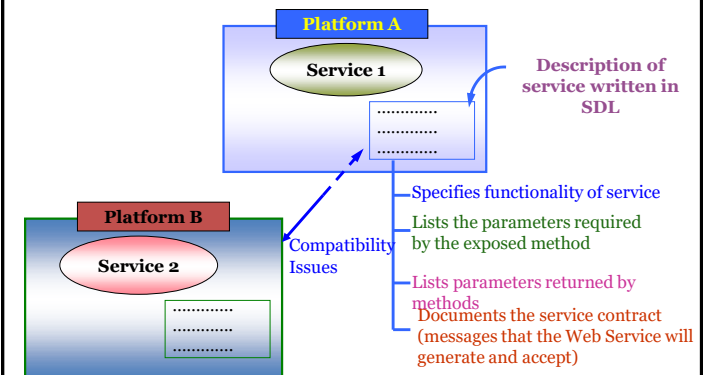 Platform A
Service 1
Description of
service written in
SDL
.............
.............
.............
Specifies functionality of service
Lists the parameters required
by the exposed method
Lists parameters returned by
methods
Documents the service contract
(messages that the Web Service will
generate and accept)
Compatibility
Issues
Platform B
Service 2
.............
.............
.............